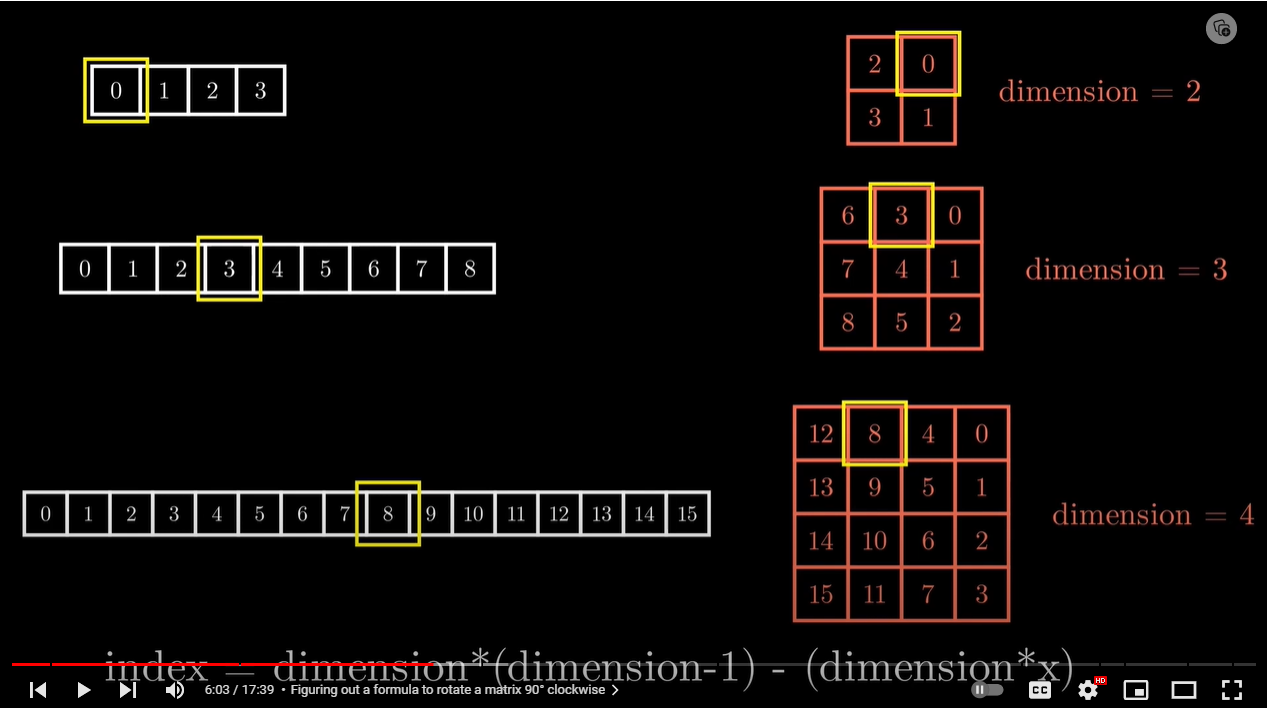 0 1 2 3
2 0
3 1
dimension = 2
0 1 2 3 4 5 6 7 8
6 3 0
7 4 1
8 5 2
dimension = 3
0 1 2 3 4 5 6 7 8 9 10 11 12 13 14 15
12 8 4 0
13 9 5 1
14 10 6 2
15 11 7 3
dimension = 4
index = dimension*(dimension-1) - (dimension*x)
6:03 / 17:39 • Figuring out a formula to rotate a matrix 90° clockwise
CC
HD